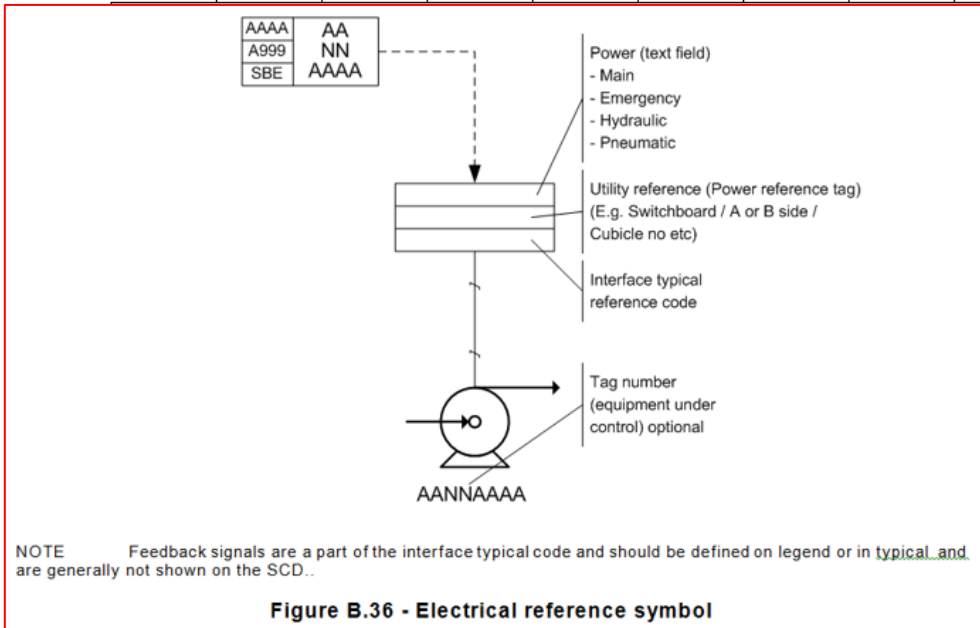 AAAA
A999
SBE
AA
NN
AAAA
Power (text field)
- Main
- Emergency
- Hydraulic
- Pneumatic
Utility reference (Power reference tag)
(E.g. Switchboard / A or B side /
Cubicle no etc)
Interface typical
reference code
Tag number
(equipment under
control) optional
AANNAAAA
NOTE Feedback signals are a part of the interface typical code and should be defined on legend or in typical and
are generally not shown on the SCD..
Figure B.36 - Electrical reference symbol